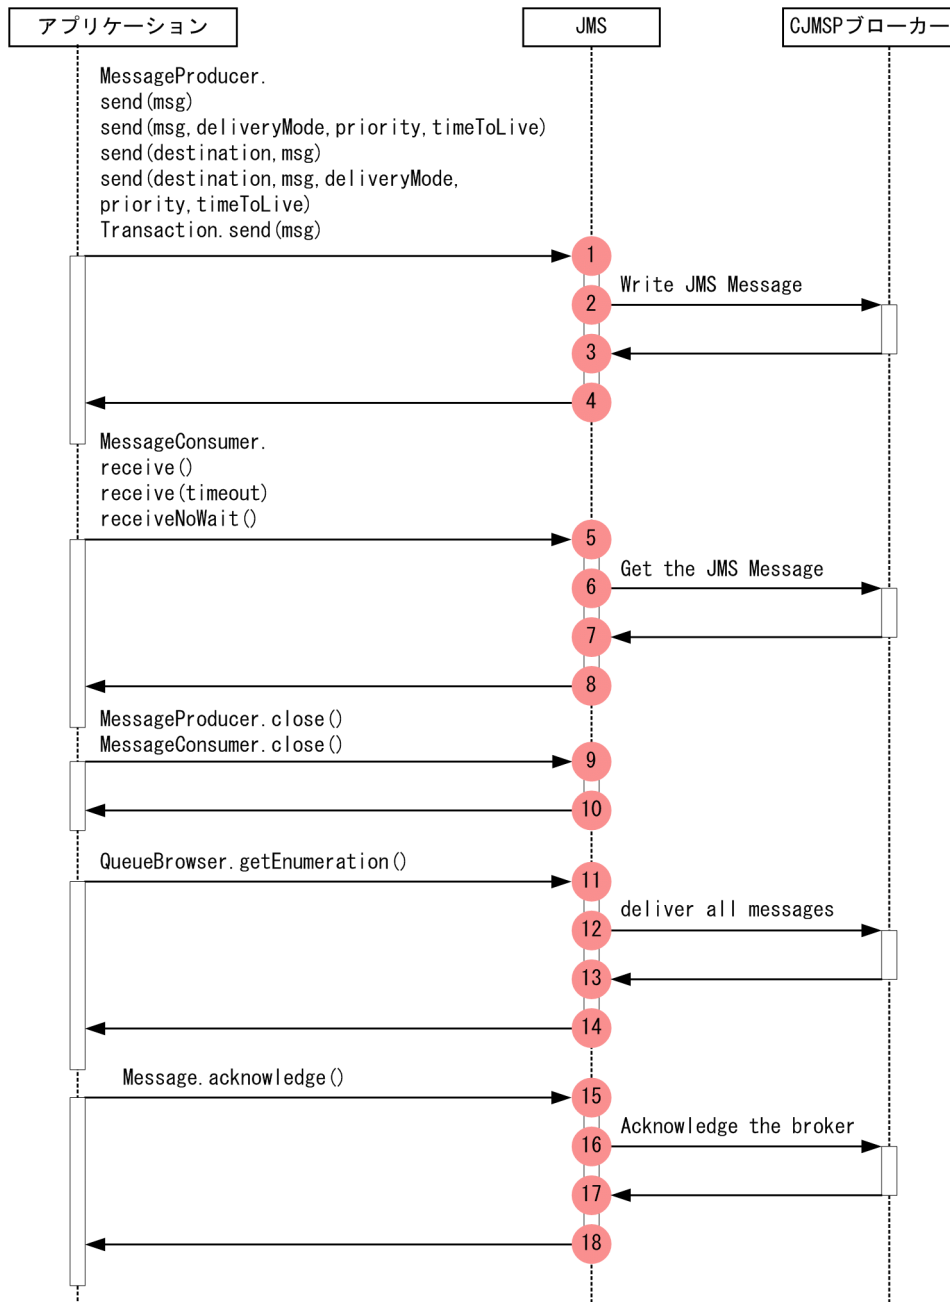 アプリケーション
JMS
CJMSPブローカー
MessageProducer.
send(msg)
send(msg,deliveryMode,priority,timeToLive)
send(destination,msg)
send(destination,msg,deliveryMode,
priority,timeToLive)
Transaction.send(msg)
1
Write JMS Message
2
3
4
MessageConsumer.
receive()
receive(timeout)
receiveNoWait()
5
Get the JMS Message
6
7
8
MessageProducer.close()
MessageConsumer.close()
9
10
QueueBrowser.getEnumeration()
11
deliver all messages
12
13
14
Message.acknowledge()
15
Acknowledge the broker
16
17
18